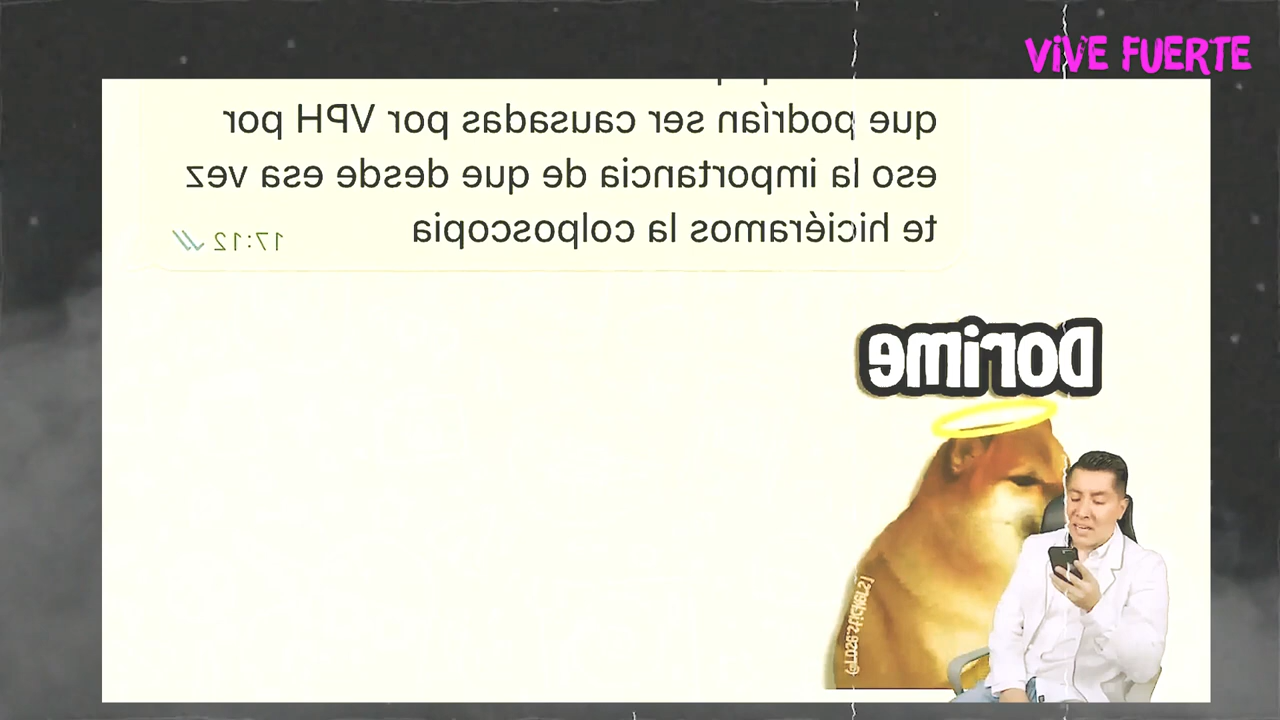 VIVE FUERTE
que podrían ser causadas por VPH por
eso la importancia de que desde esa vez
te hiciéramos la colposcopia
17:12
Dorime